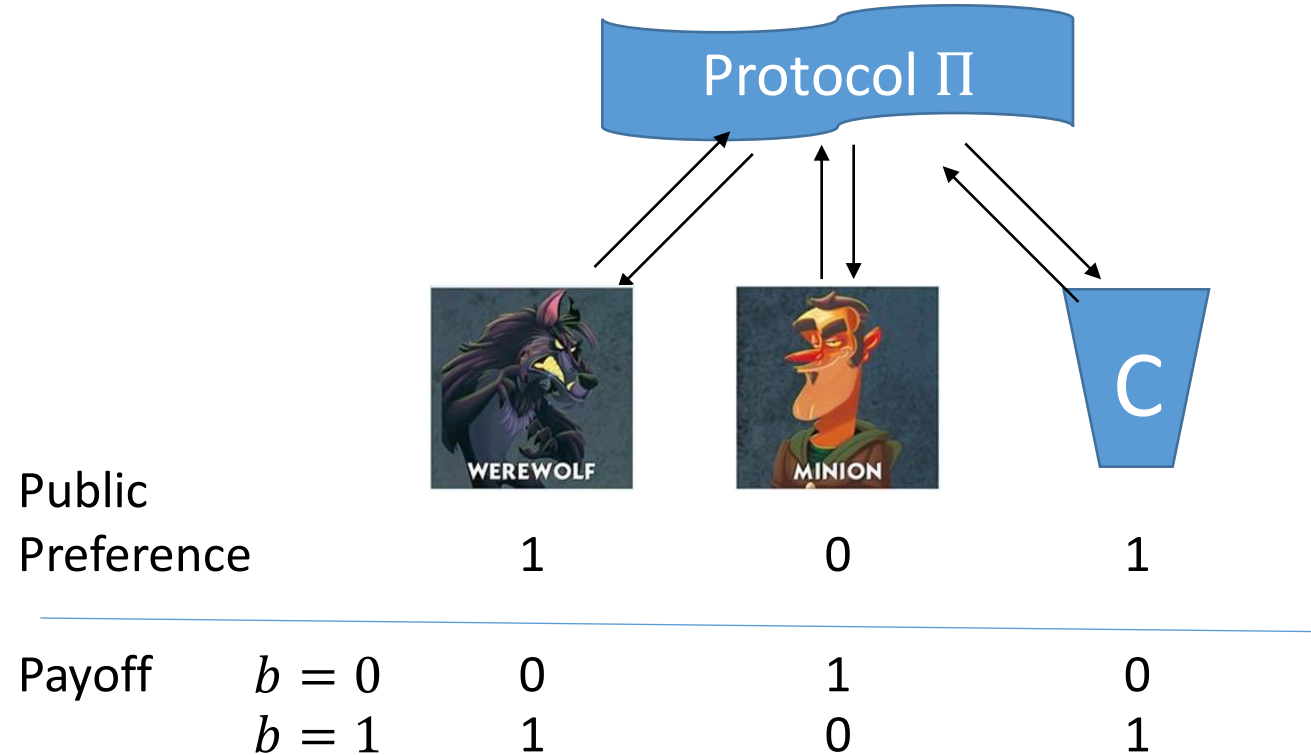 Protocol Π
WEREWOLF MINION C
Public
Preference 1 0 1
Payoff b = 0 0 1 0
b = 1 1 0 1